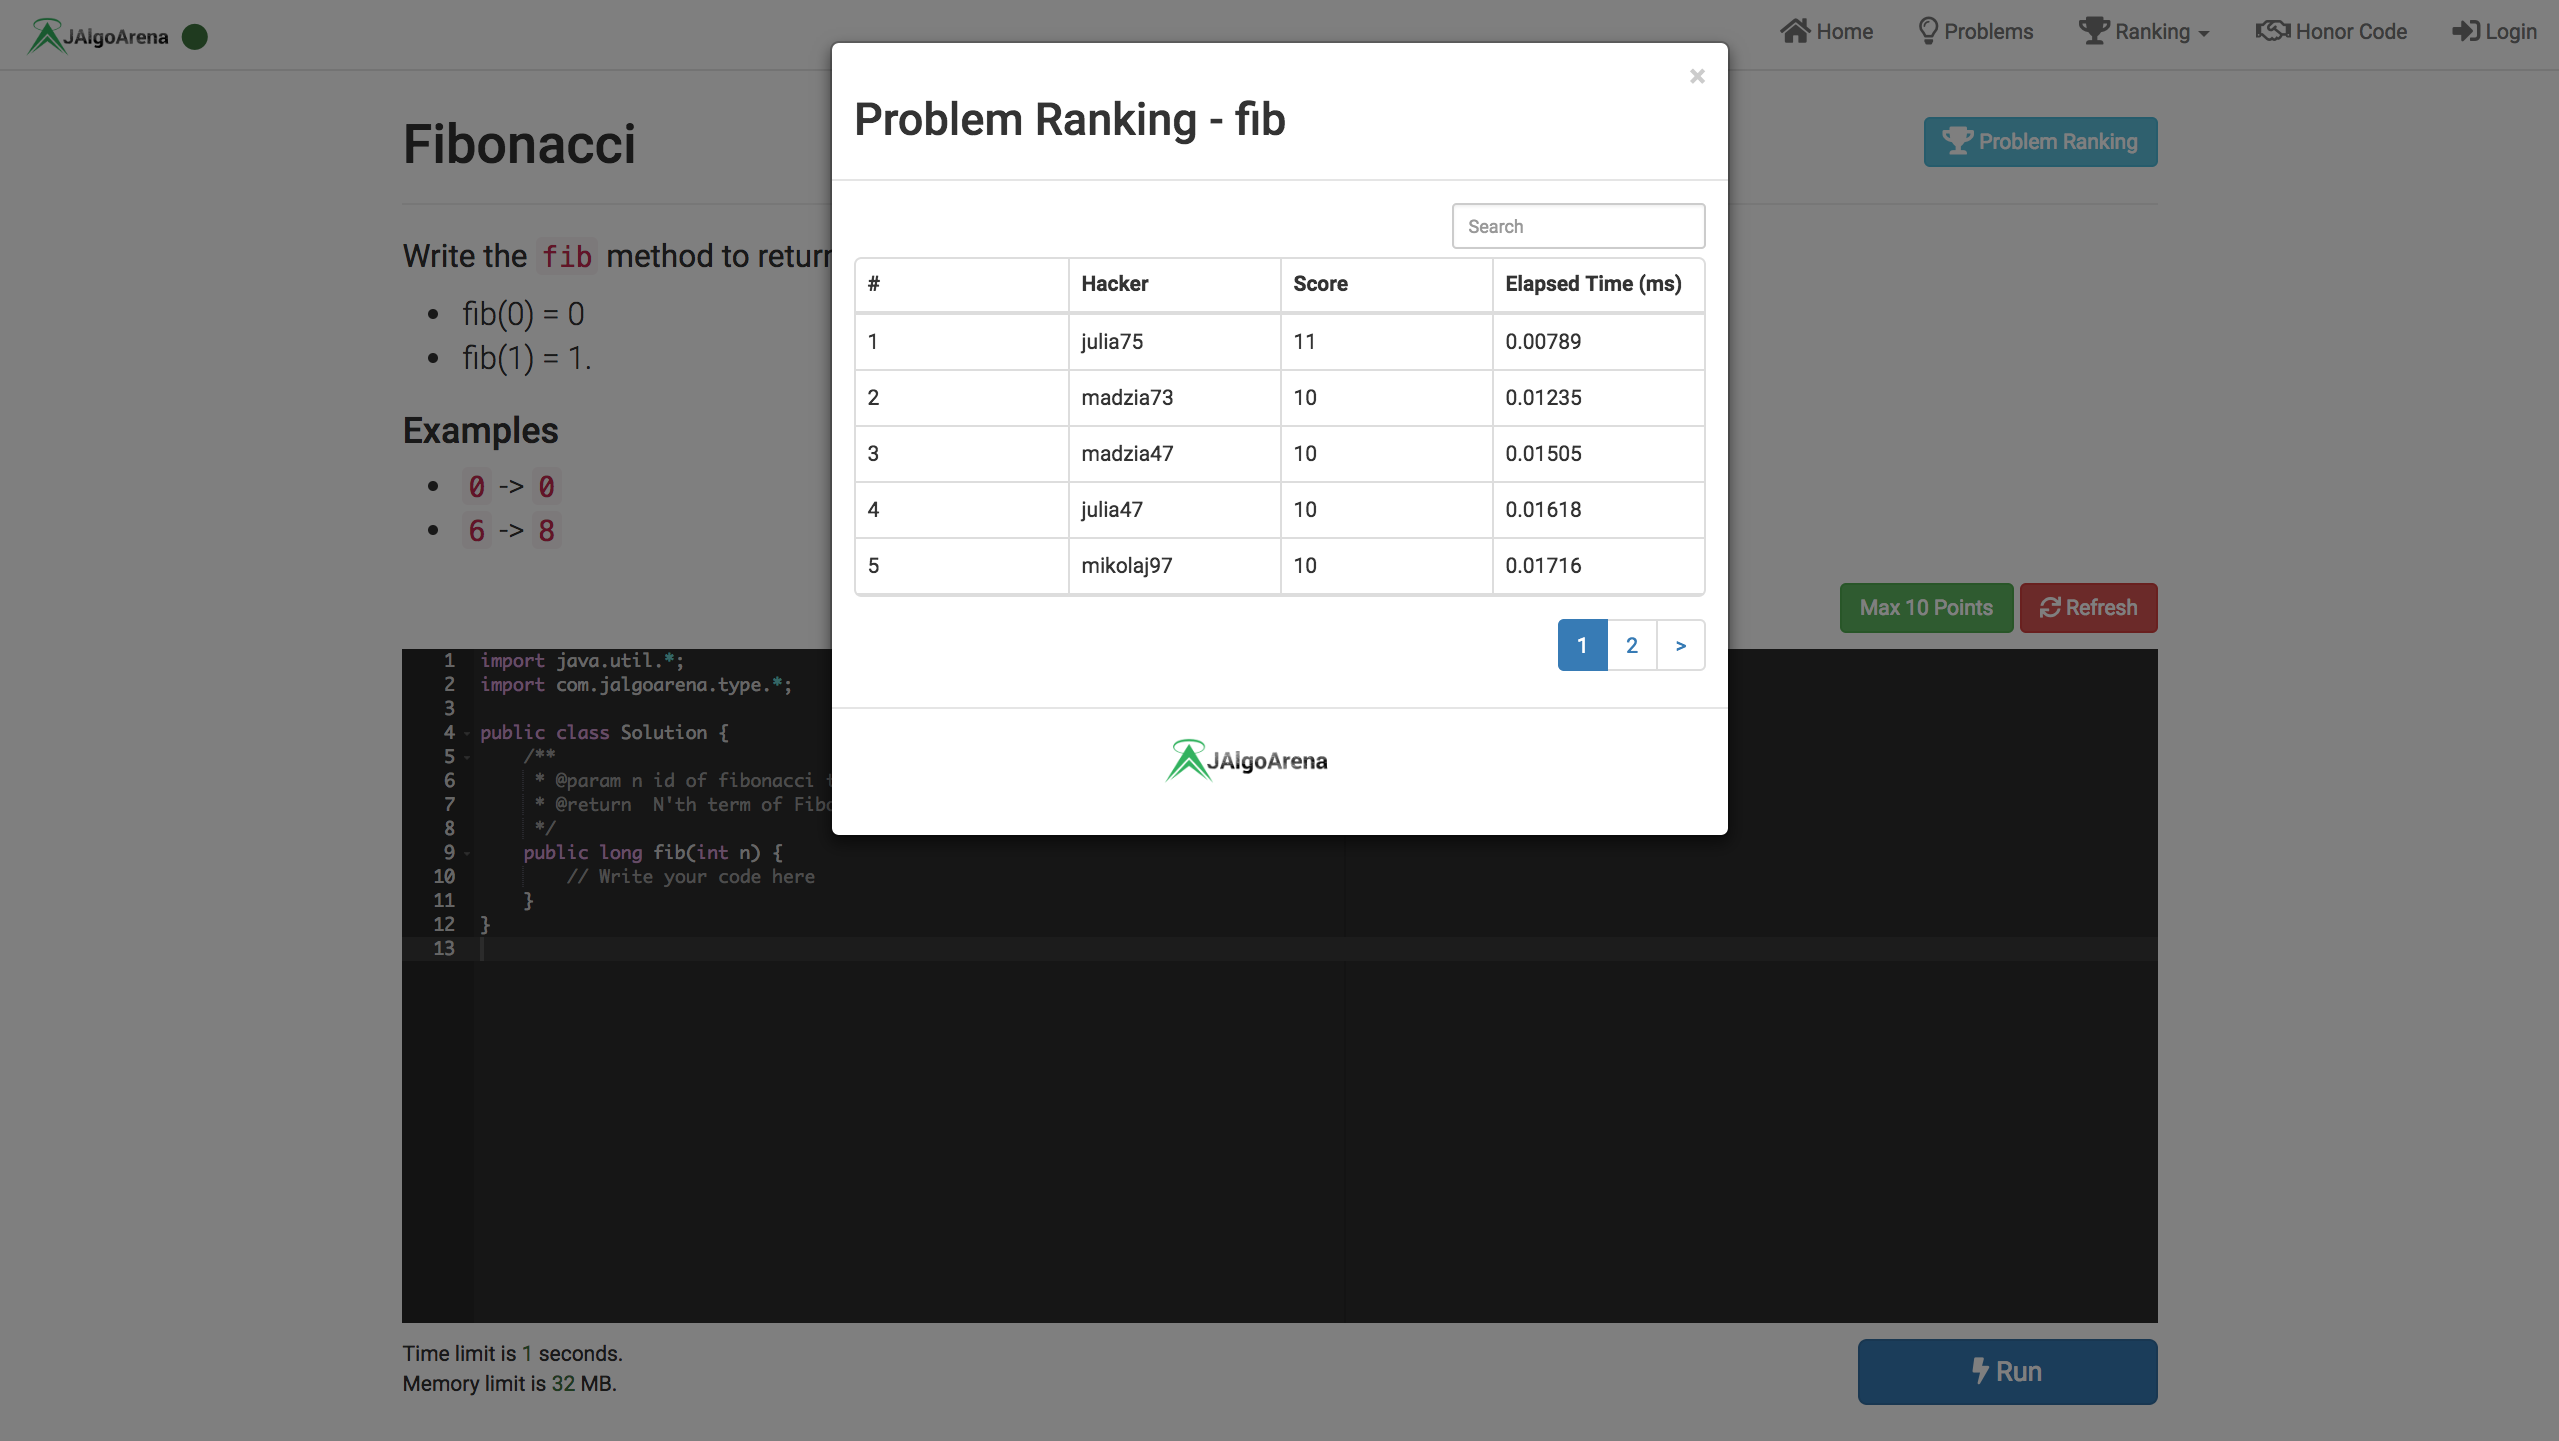 JAlgoArena
Home Problems Ranking Honor Code Login
Fibonacci
Problem Ranking
Write the fib method to return
• fib(0) = 0
• fib(1) = 1.
Examples
• 0 -> 0
• 6 -> 8
Max 10 Points Refresh
1 import java.util.*;
2 import com.jalgoarena.type.*;
3
4 public class Solution {
5 /**
6 * @param n id of fibonacci t
7 * @return N'th term of Fibo
8 */
9 public long fib(int n) {
10 // Write your code here
11 }
12 }
13
Time limit is 1 seconds.
Memory limit is 32 MB.
Run
×
Problem Ranking - fib
Search
# Hacker Score Elapsed Time (ms)
1 julia75 11 0.00789
2 madzia73 10 0.01235
3 madzia47 10 0.01505
4 julia47 10 0.01618
5 mikolaj97 10 0.01716
1 2 >
JAlgoArena